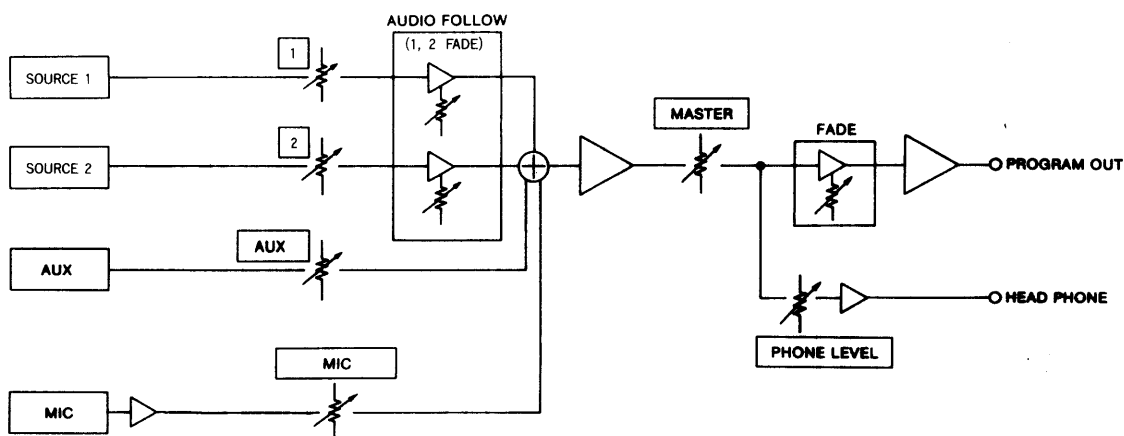 AUDIO FOLLOW
(1, 2 FADE)
SOURCE 1
1
MASTER
FADE
SOURCE 2
2
PROGRAM OUT
AUX
AUX
HEAD PHONE
PHONE LEVEL
MIC
MIC